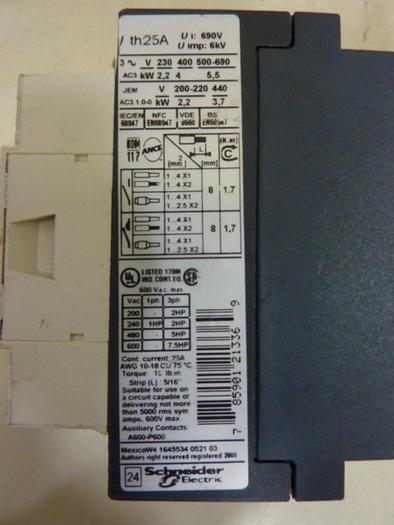 I th25A U i: 690V
U imp: 6kV
3 ~ V 230 400 500-690
AC3 kW 2,2 4 5,5
JEM V 200-220 440
AC3 1.0-0 kW 2,2 3,7
IEC/EN 60947 NFC EN60947 VDE 0660 BS EN60947
NOM 117 ANCE 2 [mm] L [mm] C
1...4 X1
1...4 X2
1...4 X1
1...2.5 X2
8 1,7
1...4 X1
1...4 X2
1...4 X1
1...2.5 X2
8 1,7
UL LISTED 170M
IND.CONT.EQ.
600 Vac max
Vac 1ph 3ph
200 - 2HP
240 1HP 2HP
480 - 5HP
600 - 7.5HP
Cont. current: 25A
AWG 10-18 CU 75 °C
Torque : 15 lb.in
Strip (L) : 5/16"
Suitable for use on
a circuit capable of
delivering not more
than 5000 rms sym
amps, 600V max
Auxiliary Contacts
A600-P600
7 85901 21336 9
MexicoW4 1645534 0521 03
Authors right reserved registered 2000
24 Schneider
Electric